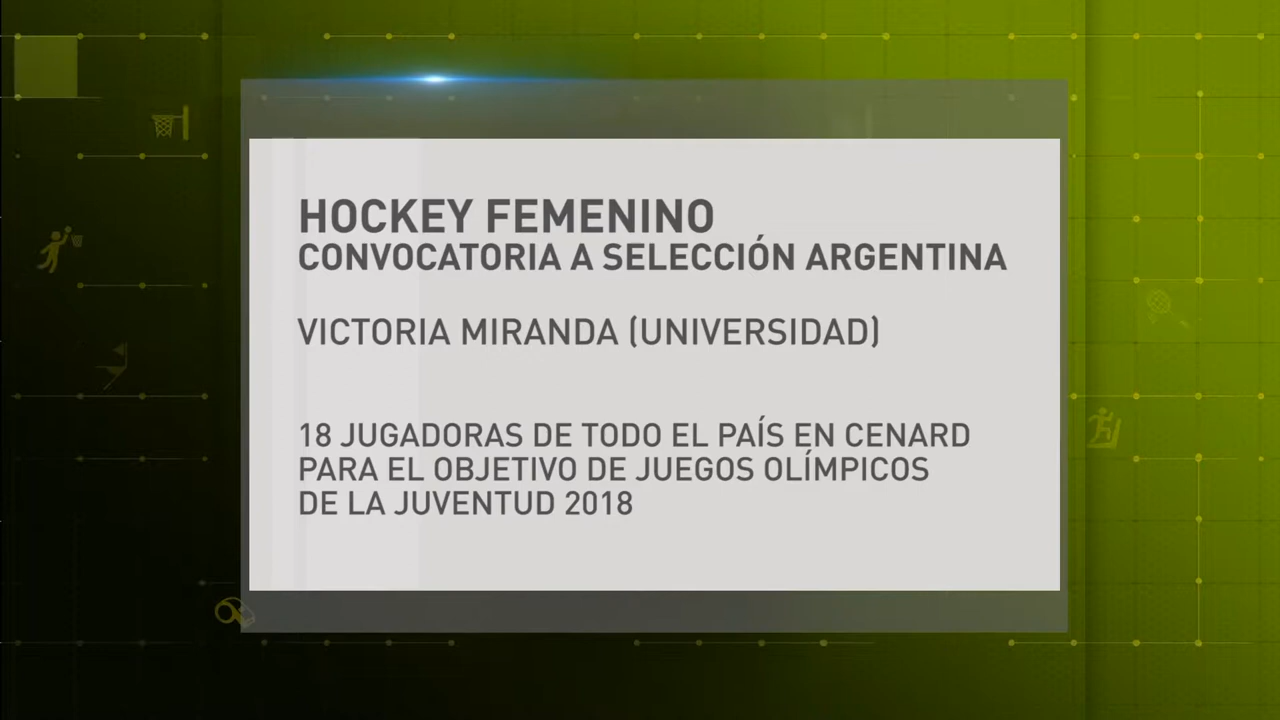 HOCKEY FEMENINO
CONVOCATORIA A SELECCIÓN ARGENTINA
VICTORIA MIRANDA (UNIVERSIDAD)
18 JUGADORAS DE TODO EL PAÍS EN CENARD
PARA EL OBJETIVO DE JUEGOS OLÍMPICOS
DE LA JUVENTUD 2018